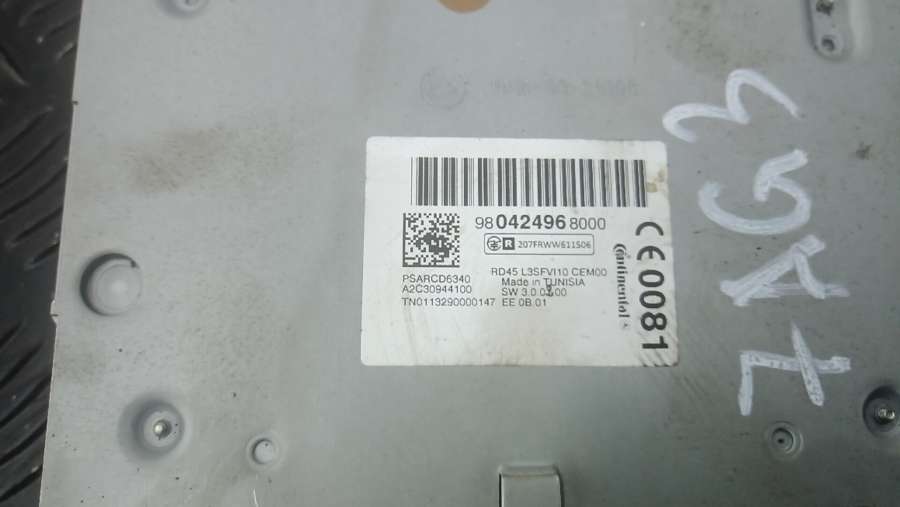 98 042496 8000
R 207FRWW611506
PSARCD6340
A2C30944100
TN0113290000147
RD45 L3SFVI10 CEM00
Made in TUNISIA
EE 0B.01
CE 0081
Continental
7AG3